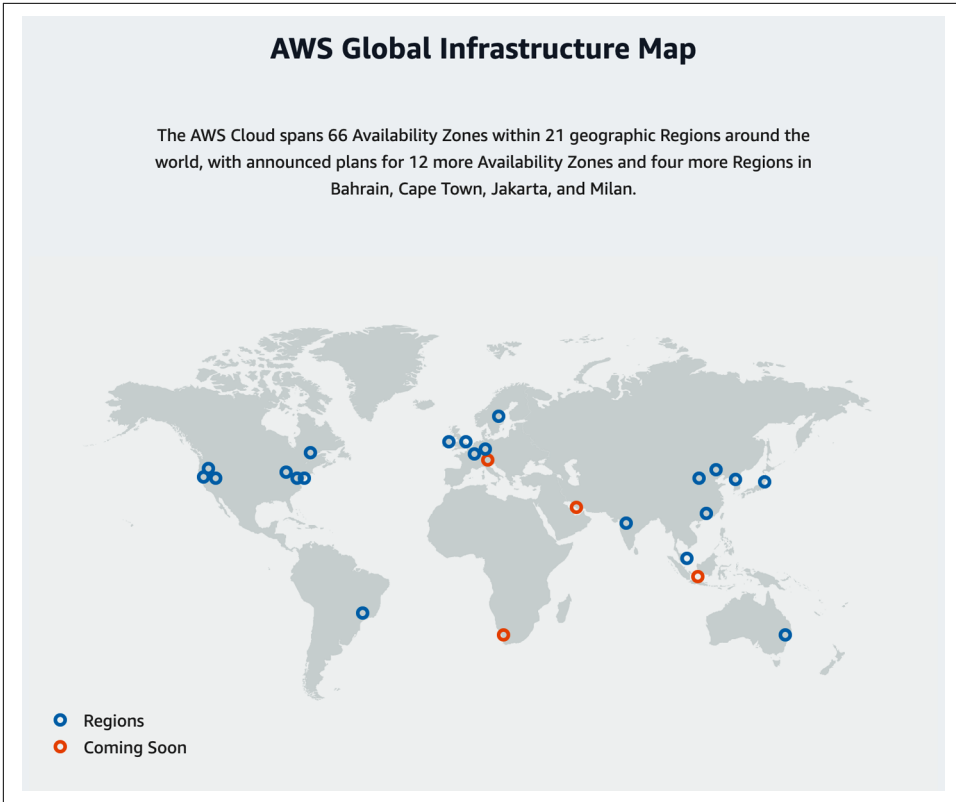 AWS Global Infrastructure Map
The AWS Cloud spans 66 Availability Zones within 21 geographic Regions around the
world, with announced plans for 12 more Availability Zones and four more Regions in
Bahrain, Cape Town, Jakarta, and Milan.
Regions
Coming Soon